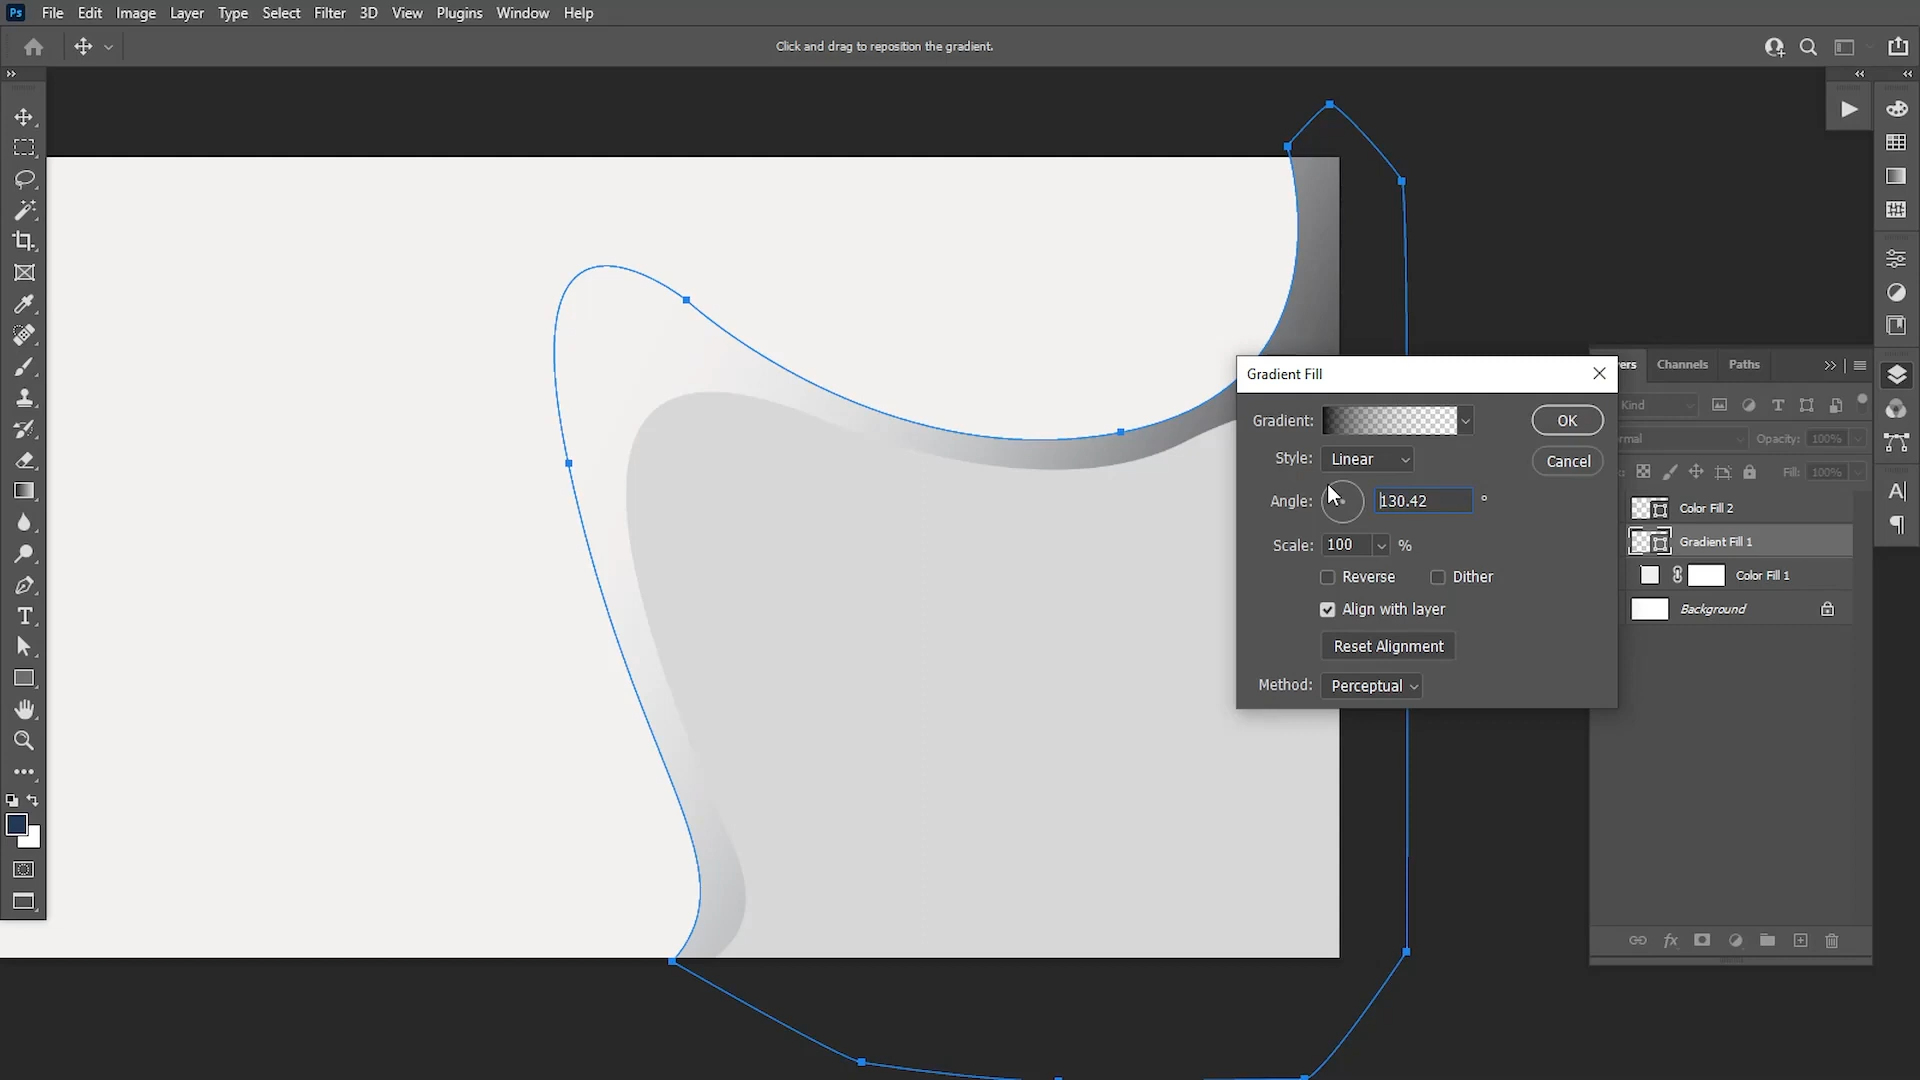 Ps File Edit Image Layer Type Select Filter 3D View Plugins Window Help
Click and drag to reposition the gradient.
Channels Paths
Gradient Fill
Kind
Gradient: OK
Opacity: 100%
Style: Linear Cancel
Fill: 100%
Angle: 130.42 °
Color Fill 2
Scale: 100 %
Gradient Fill 1
Reverse Dither
Color Fill 1
Align with layer
Background
Reset Alignment
Method: Perceptual